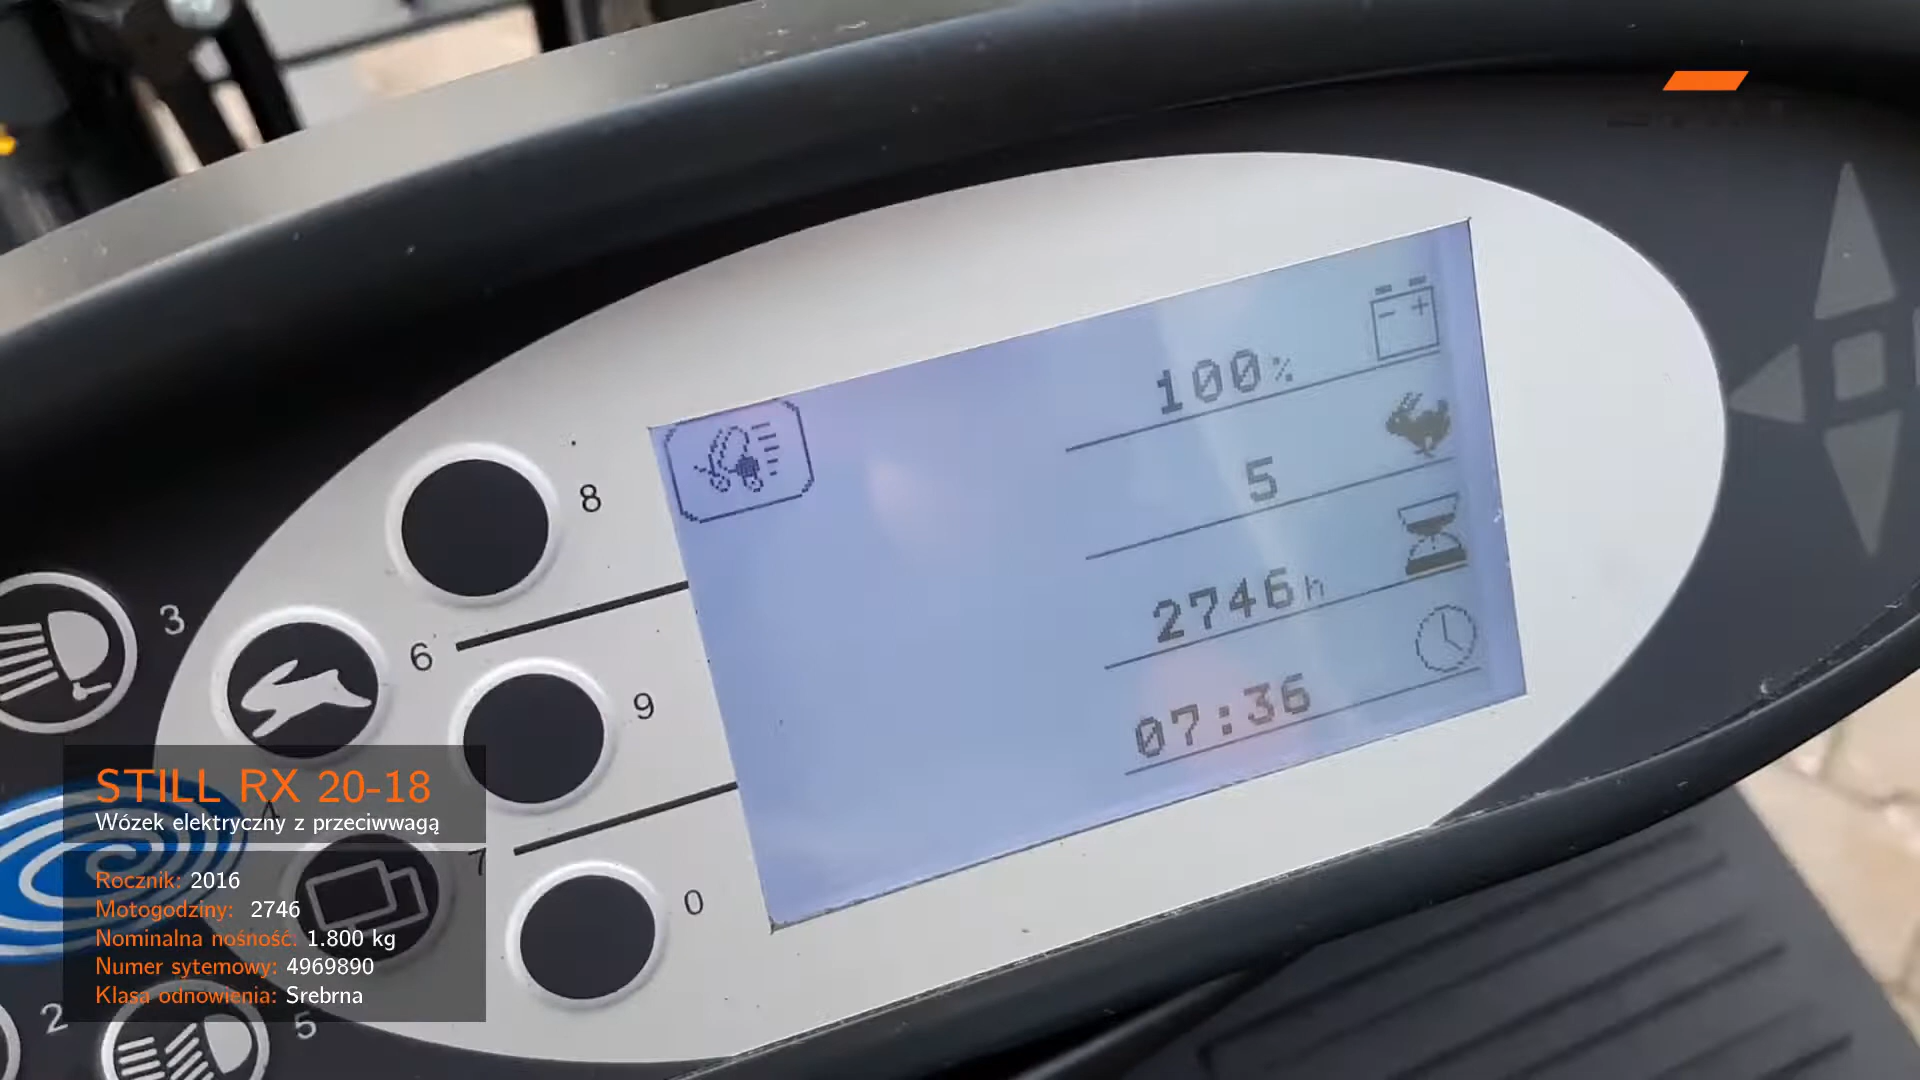 100%
5
2746h
07:36
8
3
6
9
4
7
0
2
5
STILL RX 20-18
Wózek elektryczny z przeciwwagą
Rocznik: 2016
Motogodziny: 2746
Nominalna nośność: 1.800 kg
Numer sytemowy: 4969890
Klasa odnowienia: Srebrna